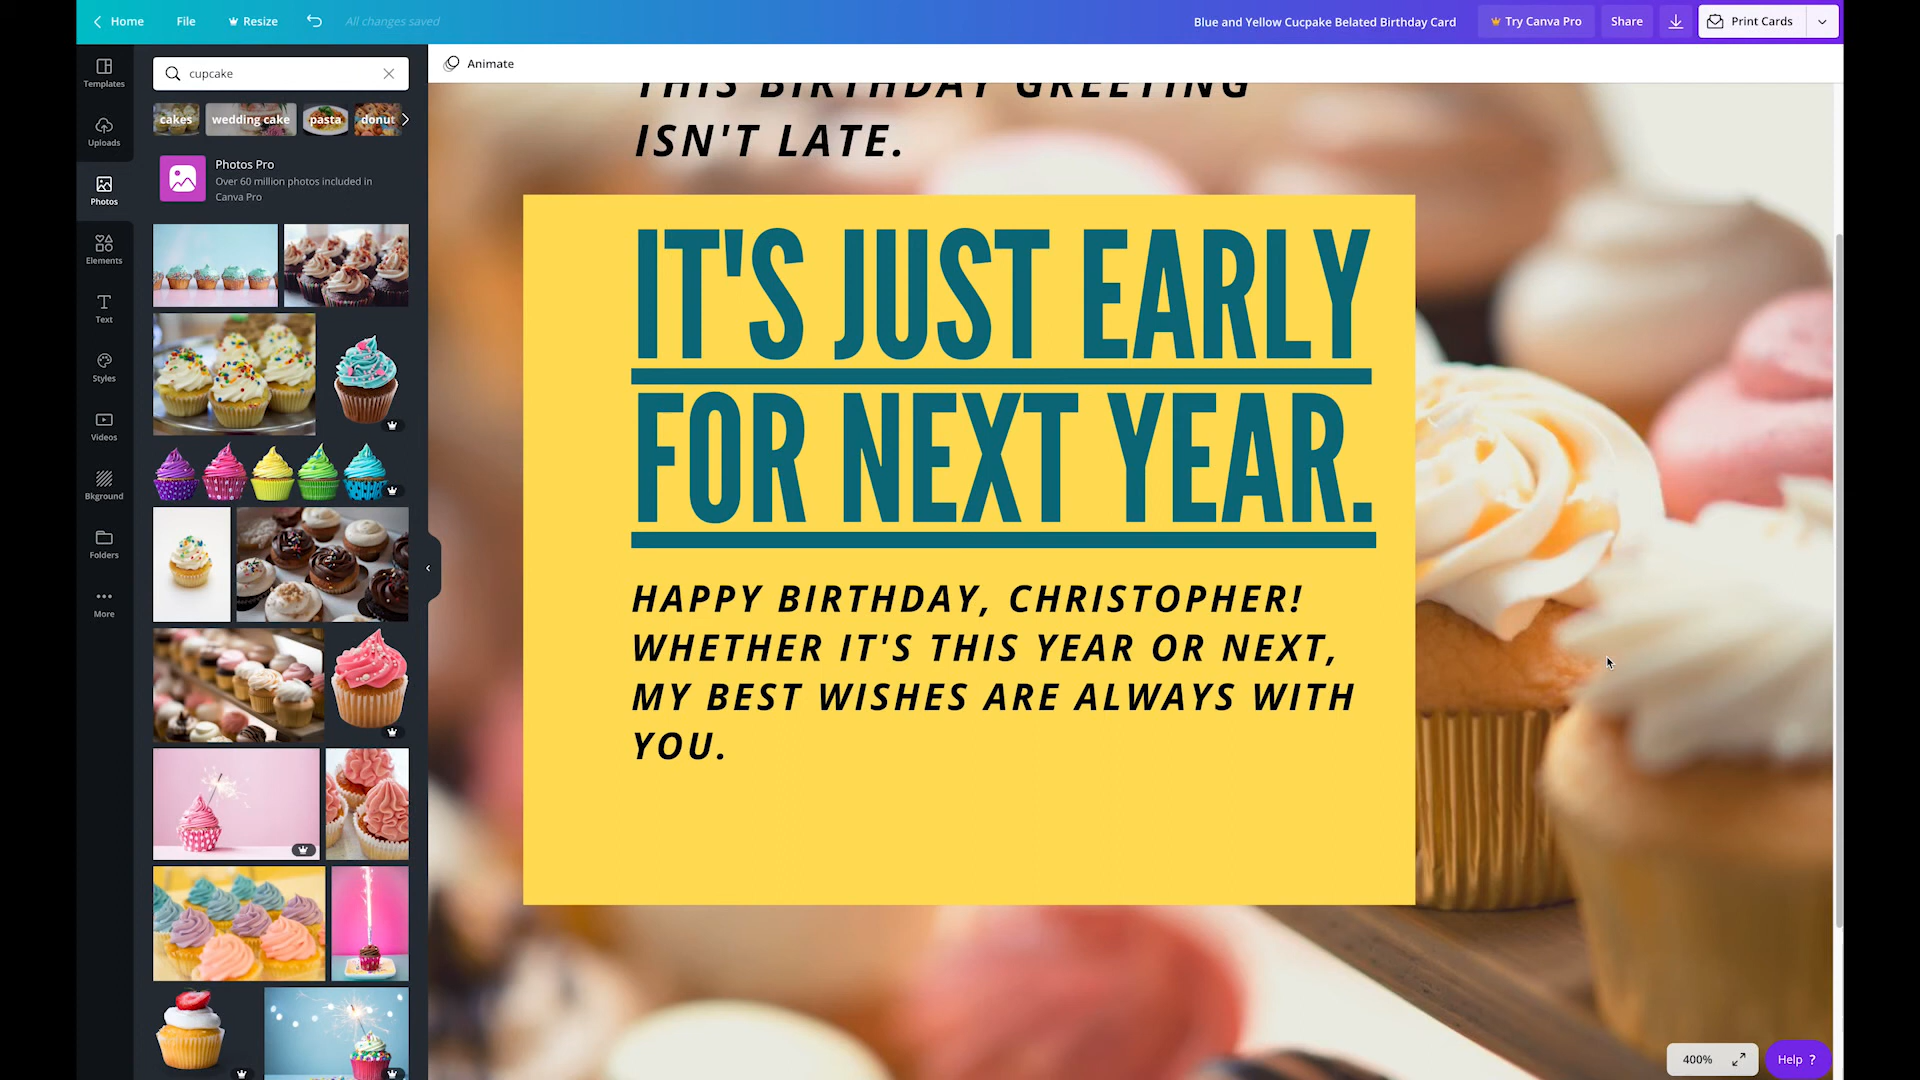 Home
File
Resize
All changes saved
Blue and Yellow Cucpake Belated Birthday Card
Try Canva Pro
Share
Print Cards
Templates
Uploads
Photos
Elements
Text
Styles
Videos
Bkground
Folders
More
cupcake
cakes
wedding cake
pasta
donut
Photos Pro
Over 60 million photos included in
Canva Pro
Animate
THIS BIRTHDAY GREETING
ISN'T LATE.
IT'S JUST EARLY
FOR NEXT YEAR.
HAPPY BIRTHDAY, CHRISTOPHER!
WHETHER IT'S THIS YEAR OR NEXT,
MY BEST WISHES ARE ALWAYS WITH
YOU.
400%
Help ?